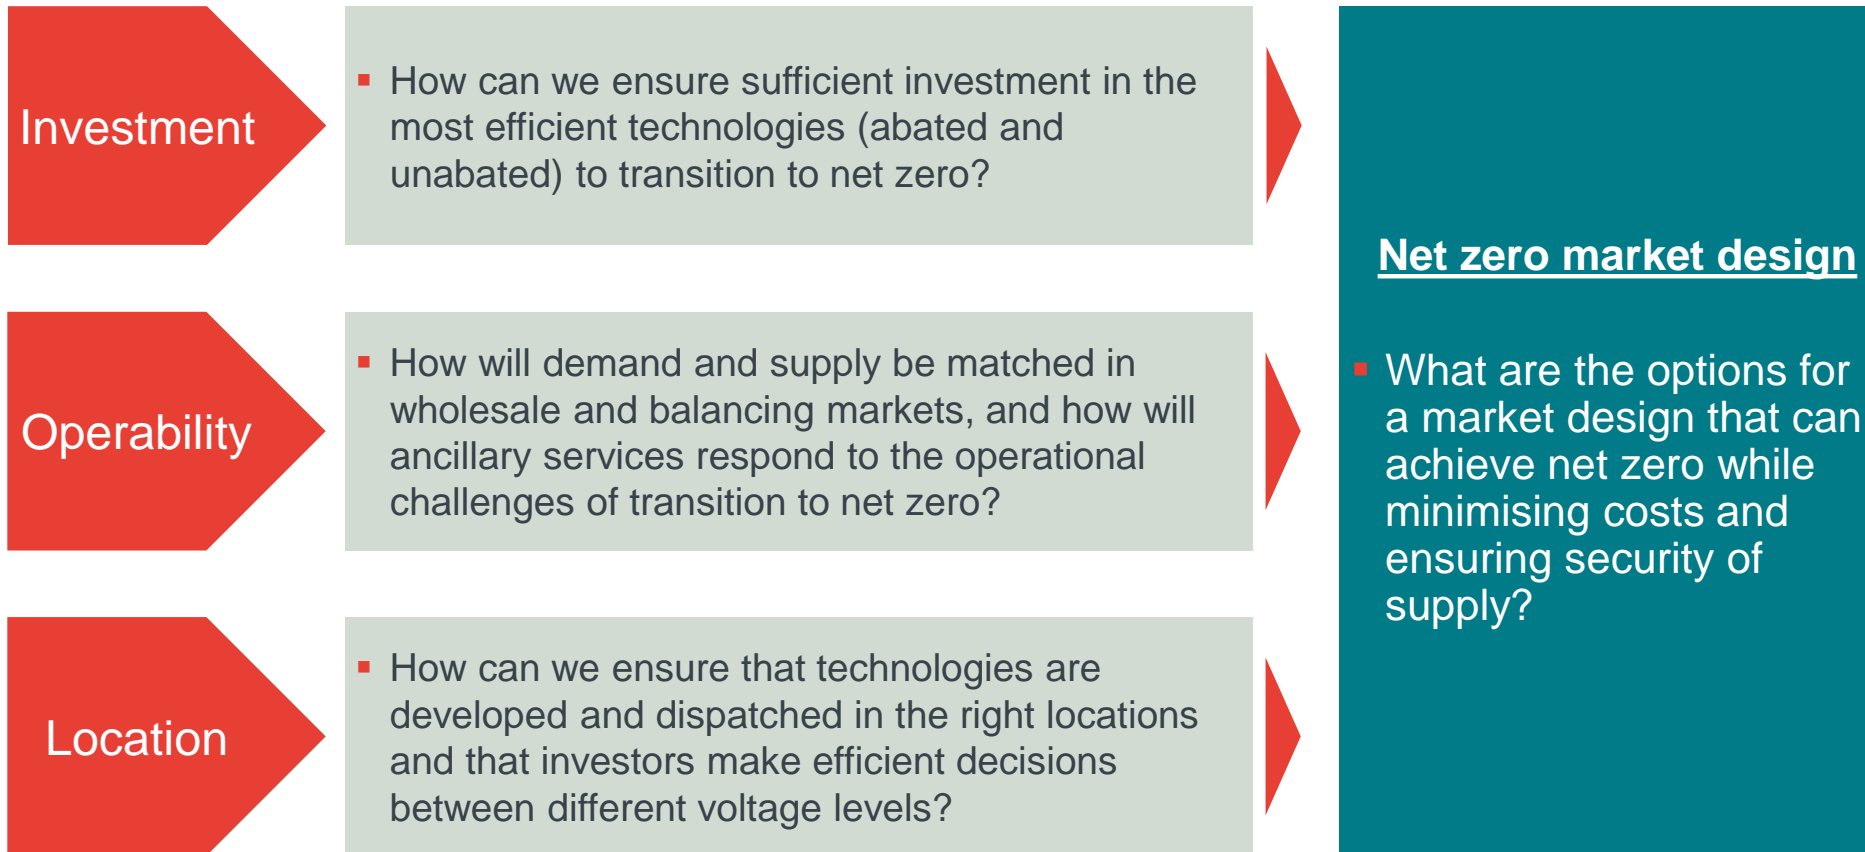 Investment
How can we ensure sufficient investment in the
most efficient technologies (abated and
unabated) to transition to net zero?
Operability
How will demand and supply be matched in
wholesale and balancing markets, and how will
ancillary services respond to the operational
challenges of transition to net zero?
Location
How can we ensure that technologies are
developed and dispatched in the right locations
and that investors make efficient decisions
between different voltage levels?
Net zero market design
What are the options for
a market design that can
achieve net zero while
minimising costs and
ensuring security of
supply?